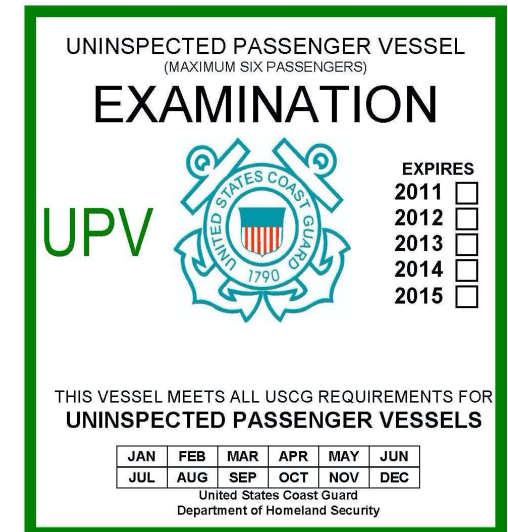 UNINSPECTED PASSENGER VESSEL
(MAXIMUM SIX PASSENGERS)
EXAMINATION
UPV
UNITED STATES COAST GUARD
1790
EXPIRES
2011
2012
2013
2014
2015
THIS VESSEL MEETS ALL USCG REQUIREMENTS FOR
UNINSPECTED PASSENGER VESSELS
JAN FEB MAR APR MAY JUN
JUL AUG SEP OCT NOV DEC
United States Coast Guard
Department of Homeland Security